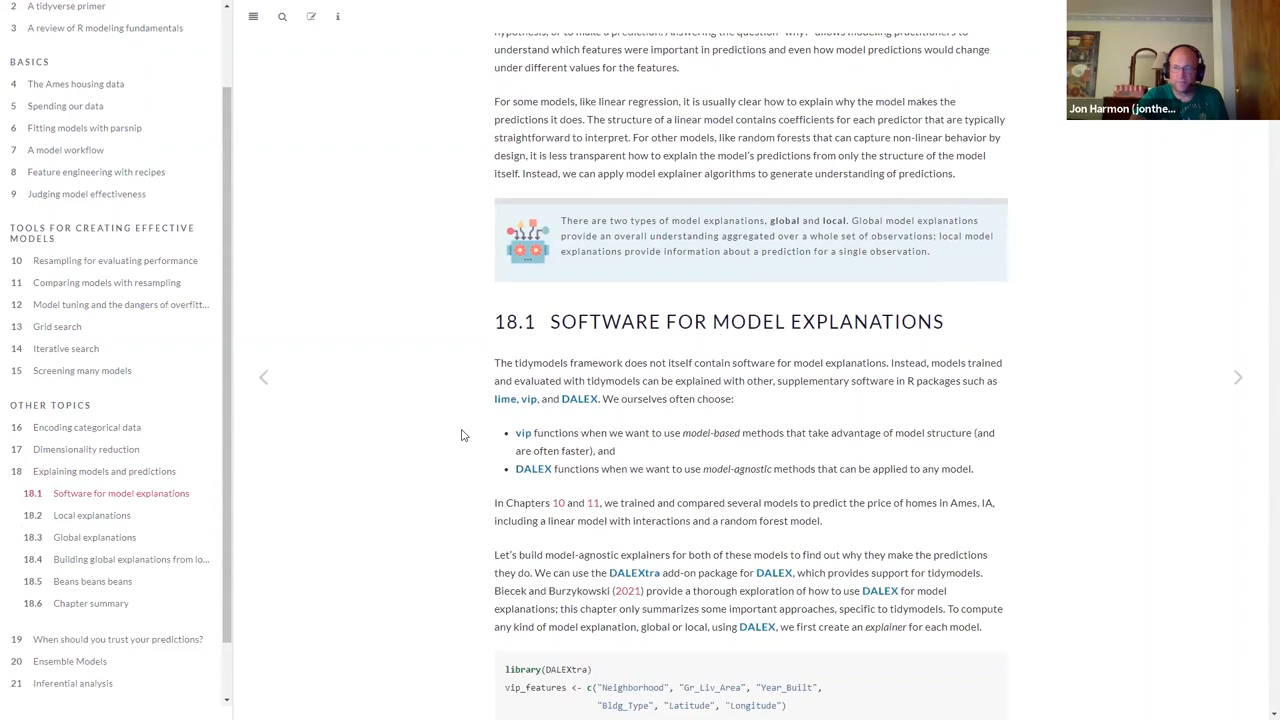 2 A tidyverse primer
3 A review of R modeling fundamentals
BASICS
4 The Ames housing data
5 Spending our data
6 Fitting models with parsnip
7 A model workflow
8 Feature engineering with recipes
9 Judging model effectiveness
TOOLS FOR CREATING EFFECTIVE
MODELS
10 Resampling for evaluating performance
11 Comparing models with resampling
12 Model tuning and the dangers of overfitt...
13 Grid search
14 Iterative search
15 Screening many models
OTHER TOPICS
16 Encoding categorical data
17 Dimensionality reduction
18 Explaining models and predictions
18.1 Software for model explanations
18.2 Local explanations
18.3 Global explanations
18.4 Building global explanations from lo...
18.5 Beans beans beans
18.6 Chapter summary
19 When should you trust your predictions?
20 Ensemble Models
21 Inferential analysis
understand which features were important in predictions and even how model predictions would change
under different values for the features.
For some models, like linear regression, it is usually clear how to explain why the model makes the
predictions it does. The structure of a linear model contains coefficients for each predictor that are typically
straightforward to interpret. For other models, like random forests that can capture non-linear behavior by
design, it is less transparent how to explain the model's predictions from only the structure of the model
itself. Instead, we can apply model explainer algorithms to generate understanding of predictions.
There are two types of model explanations, global and local. Global model explanations
provide an overall understanding aggregated over a whole set of observations; local model
explanations provide information about a prediction for a single observation.
18.1 SOFTWARE FOR MODEL EXPLANATIONS
The tidymodels framework does not itself contain software for model explanations. Instead, models trained
and evaluated with tidymodels can be explained with other, supplementary software in R packages such as
lime, vip, and DALEX. We ourselves often choose:
• vip functions when we want to use model-based methods that take advantage of model structure (and
are often faster), and
• DALEX functions when we want to use model-agnostic methods that can be applied to any model.
In Chapters 10 and 11, we trained and compared several models to predict the price of homes in Ames, IA,
including a linear model with interactions and a random forest model.
Let's build model-agnostic explainers for both of these models to find out why they make the predictions
they do. We can use the DALEXtra add-on package for DALEX, which provides support for tidymodels.
Biecek and Burzykowski (2021) provide a thorough exploration of how to use DALEX for model
explanations; this chapter only summarizes some important approaches, specific to tidymodels. To compute
any kind of model explanation, global or local, using DALEX, we first create an explainer for each model.
library(DALEXtra)
vip_features <- c("Neighborhood", "Gr_Liv_Area", "Year_Built",
"Bldg_Type", "Latitude", "Longitude")
Jon Harmon (jonthe...